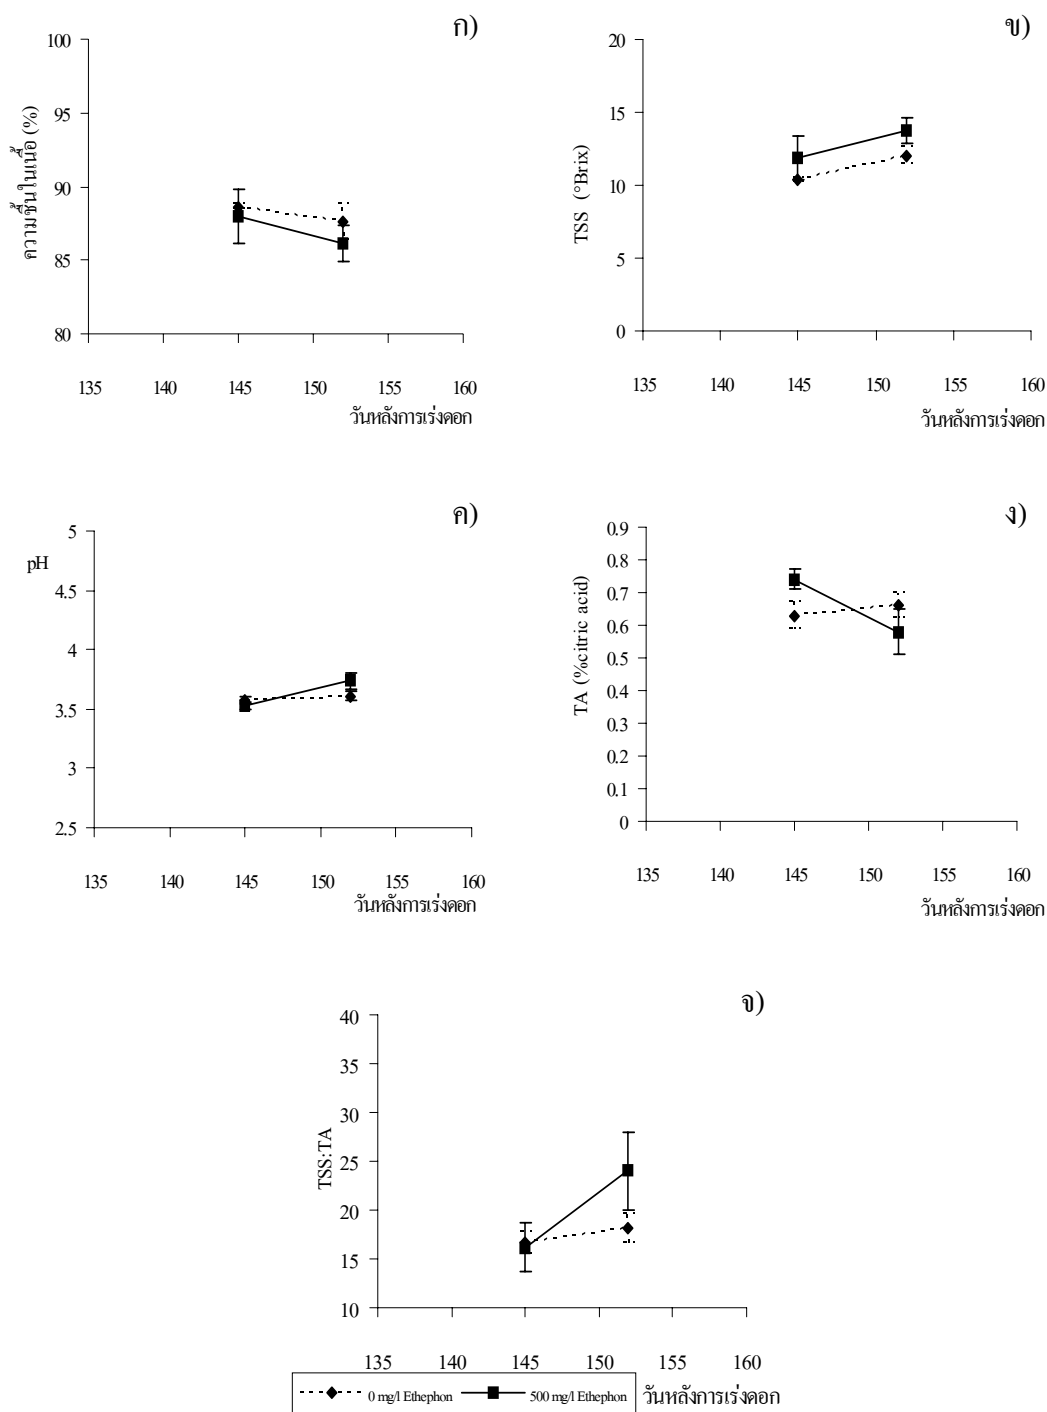 ก)
100
95
90
85
80
ความชื้นในเนื้อ (%)
135 140 145 150 155 160
วันหลังการเร่งดอก
ข)
20
15
10
5
0
TSS (°Brix)
135 140 145 150 155 160
วันหลังการเร่งดอก
ค)
5
4.5
4
3.5
3
2.5
pH
135 140 145 150 155 160
วันหลังการเร่งดอก
ง)
0.9
0.8
0.7
0.6
0.5
0.4
0.3
0.2
0.1
0
TA (%citric acid)
135 140 145 150 155 160
วันหลังการเร่งดอก
จ)
40
35
30
25
20
15
10
TSS:TA
135 140 145 150 155 160
0 mg/l Ethephon 500 mg/l Ethephon วันหลังการเร่งดอก